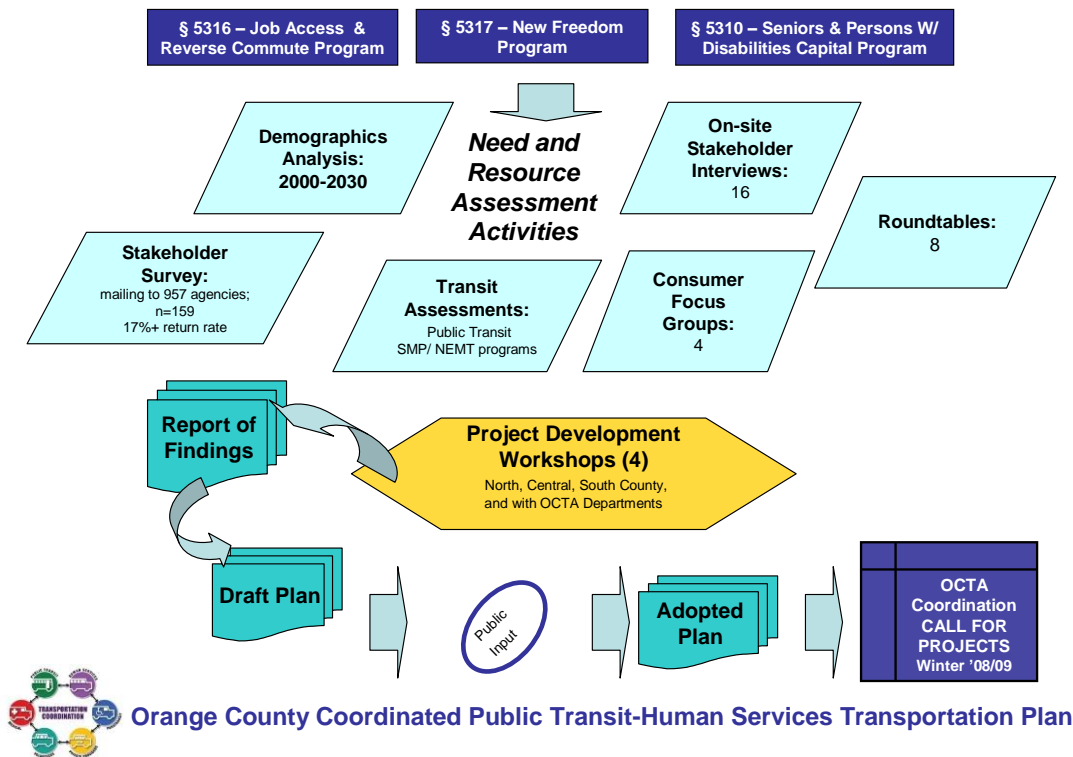 § 5316 – Job Access &
Reverse Commute Program
§ 5317 – New Freedom
Program
§ 5310 – Seniors & Persons W/
Disabilities Capital Program
Demographics
Analysis:
2000-2030
Need and
Resource
Assessment
Activities
On-site
Stakeholder
Interviews:
16
Roundtables:
8
Stakeholder
Survey:
mailing to 957 agencies;
n=159
17%+ return rate
Transit
Assessments:
Public Transit
SMP/ NEMT programs
Consumer
Focus
Groups:
4
Report of
Findings
Project Development
Workshops (4)
North, Central, South County,
and with OCTA Departments
Draft Plan
Public
Input
Adopted
Plan
OCTA
Coordination
CALL FOR
PROJECTS
Winter '08/09
TRANSPORTATION
COORDINATION
Orange County Coordinated Public Transit-Human Services Transportation Plan